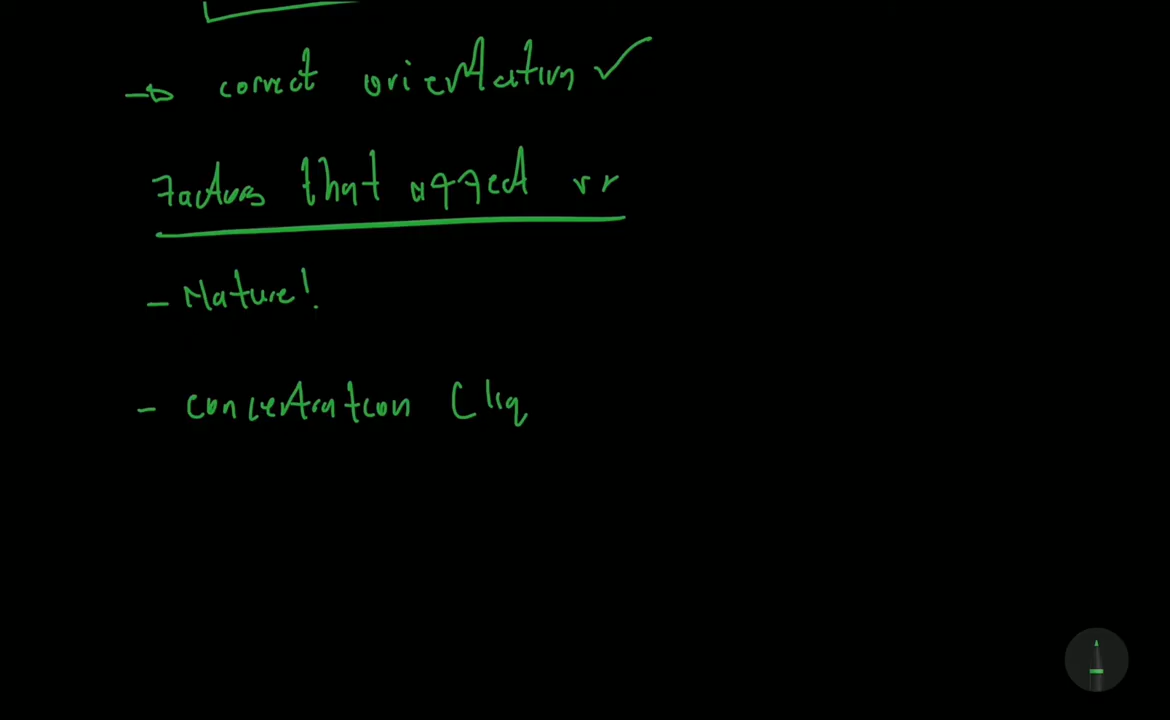 → correct orientation ✓
Factors that affect rr
- Nature!
- concentration (liq